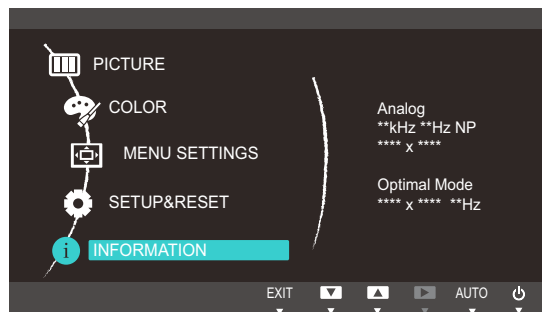 PICTURE
COLOR
MENU SETTINGS
SETUP&RESET
INFORMATION
Analog
**kHz **Hz NP
**** x ****
Optimal Mode
**** x **** **Hz
EXIT
AUTO